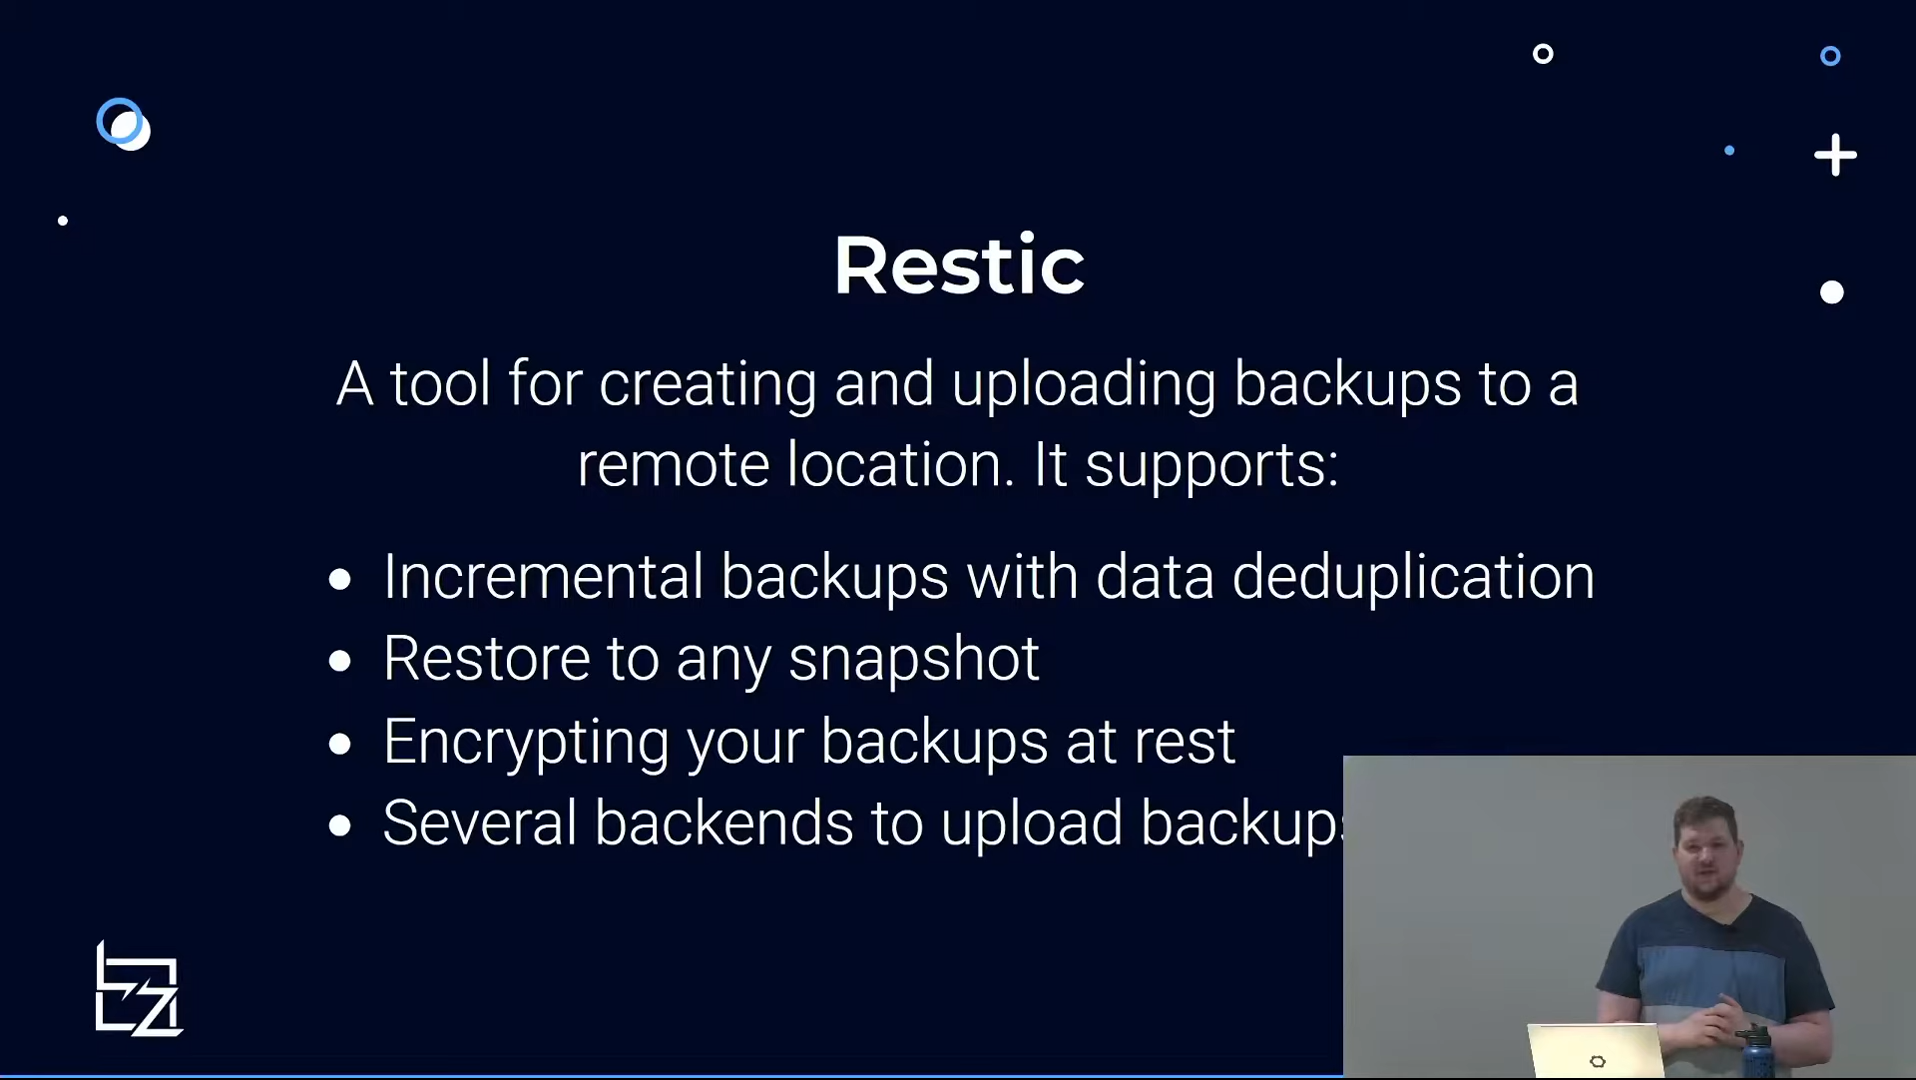 Restic
A tool for creating and uploading backups to a
remote location. It supports:
• Incremental backups with data deduplication
• Restore to any snapshot
• Encrypting your backups at rest
• Several backends to upload backups